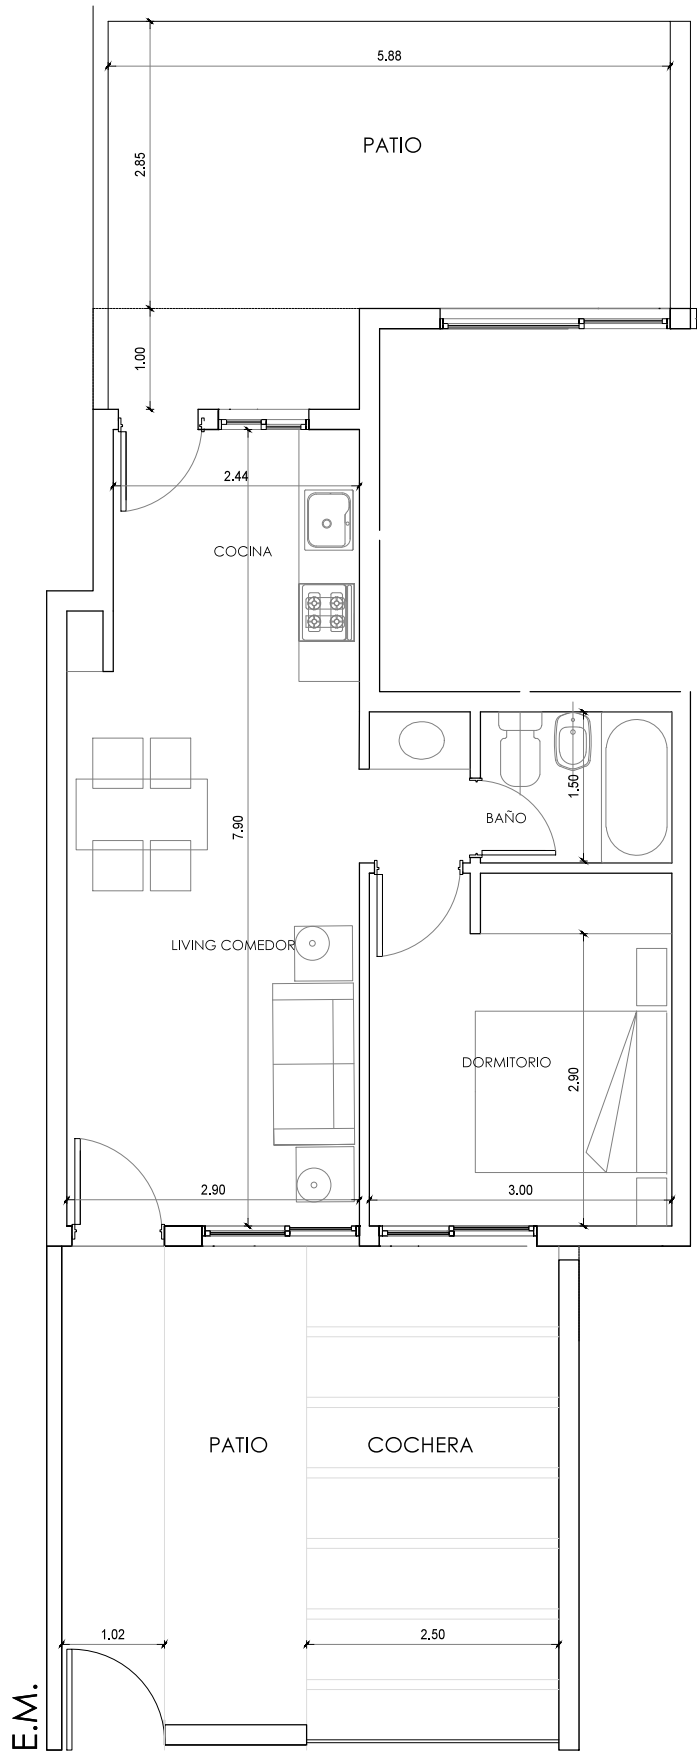 5.88
PATIO
2.85
1.00
2.44
COCINA
7.90
1.50
BAÑO
LIVING COMEDOR
DORMITORIO
2.90
2.90
3.00
PATIO
COCHERA
1.02
2.50
E.M.